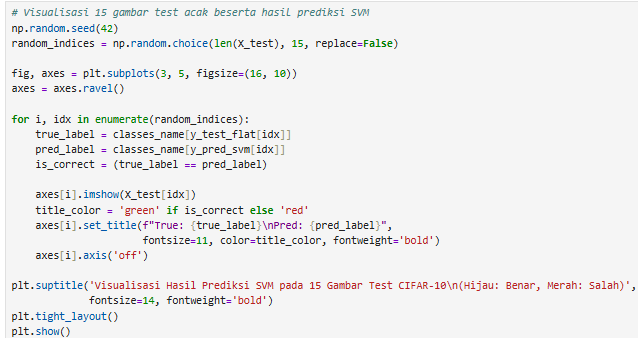 # Visualisasi 15 gambar test acak beserta hasil prediksi SVM
np.random.seed(42)
random_indices = np.random.choice(len(X_test), 15, replace=False)

fig, axes = plt.subplots(3, 5, figsize=(16, 10))
axes = axes.ravel()

for i, idx in enumerate(random_indices):
    true_label = classes_name[y_test_flat[idx]]
    pred_label = classes_name[y_pred_svm[idx]]
    is_correct = (true_label == pred_label)

    axes[i].imshow(X_test[idx])
    title_color = 'green' if is_correct else 'red'
    axes[i].set_title(f"True: {true_label}\nPred: {pred_label}",
                      fontsize=11, color=title_color, fontweight='bold')
    axes[i].axis('off')

plt.suptitle('Visualisasi Hasil Prediksi SVM pada 15 Gambar Test CIFAR-10\n(Hijau: Benar, Merah: Salah)',
             fontsize=14, fontweight='bold')
plt.tight_layout()
plt.show()